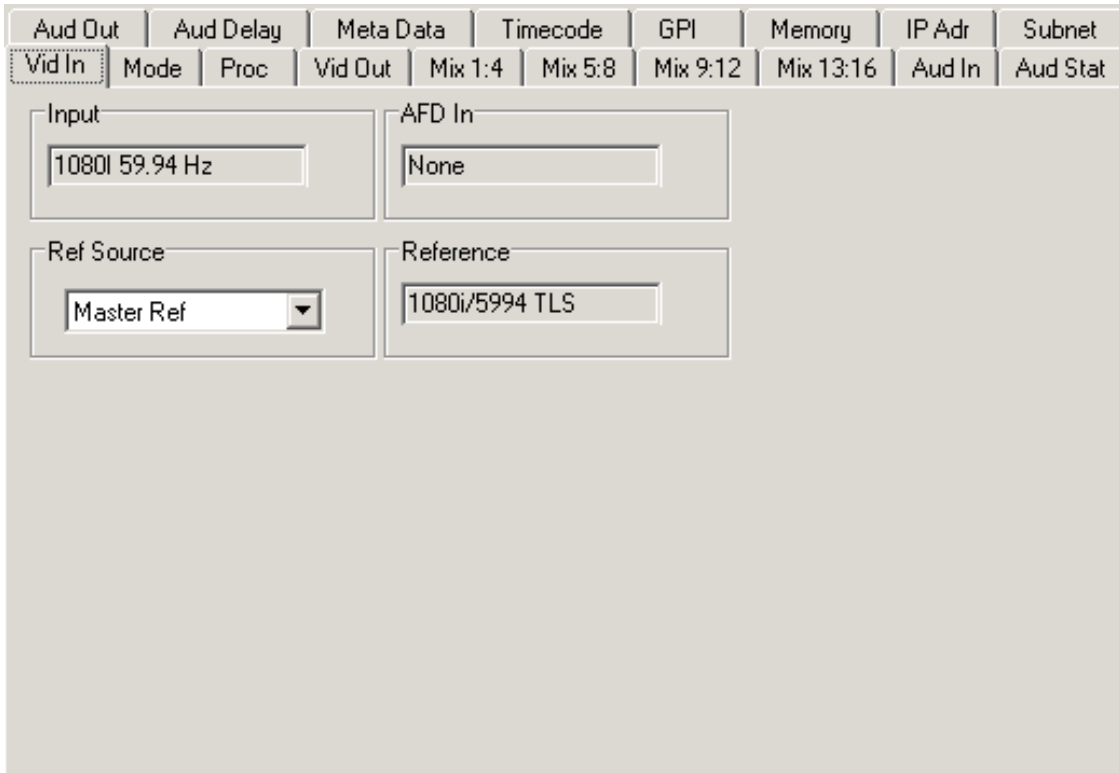 Aud Out Aud Delay Meta Data Timecode GPI Memory IP Adr Subnet
Vid In Mode Proc Vid Out Mix 1:4 Mix 5:8 Mix 9:12 Mix 13:16 Aud In Aud Stat
Input AFD In
1080I 59.94 Hz None
Ref Source Reference
Master Ref 1080i/5994 TLS